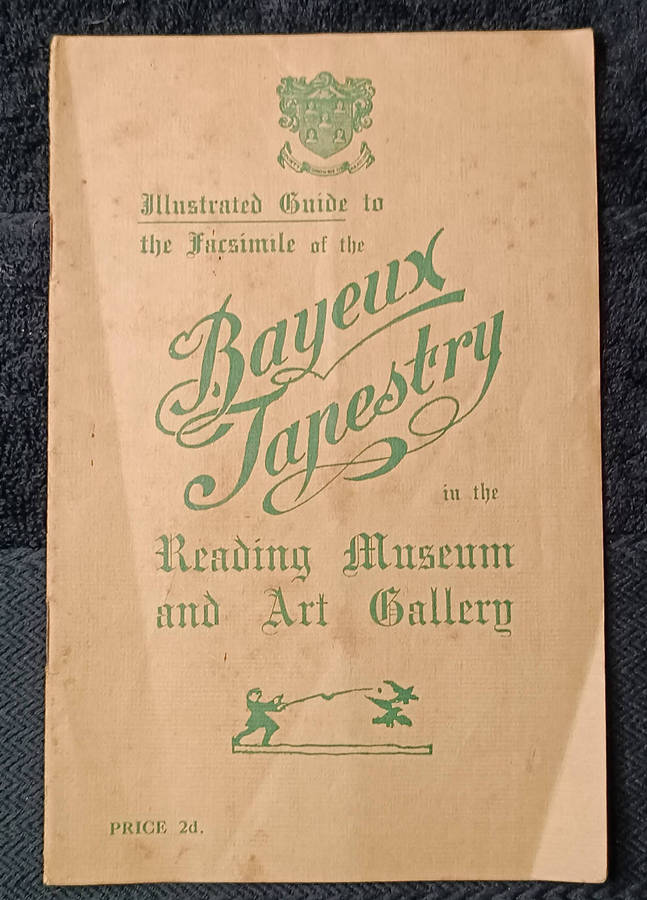 Illustrated Guide to
the Facsimile of the
Bayeux
Tapestry
in the
Reading Museum
and Art Gallery
PRICE 2d.